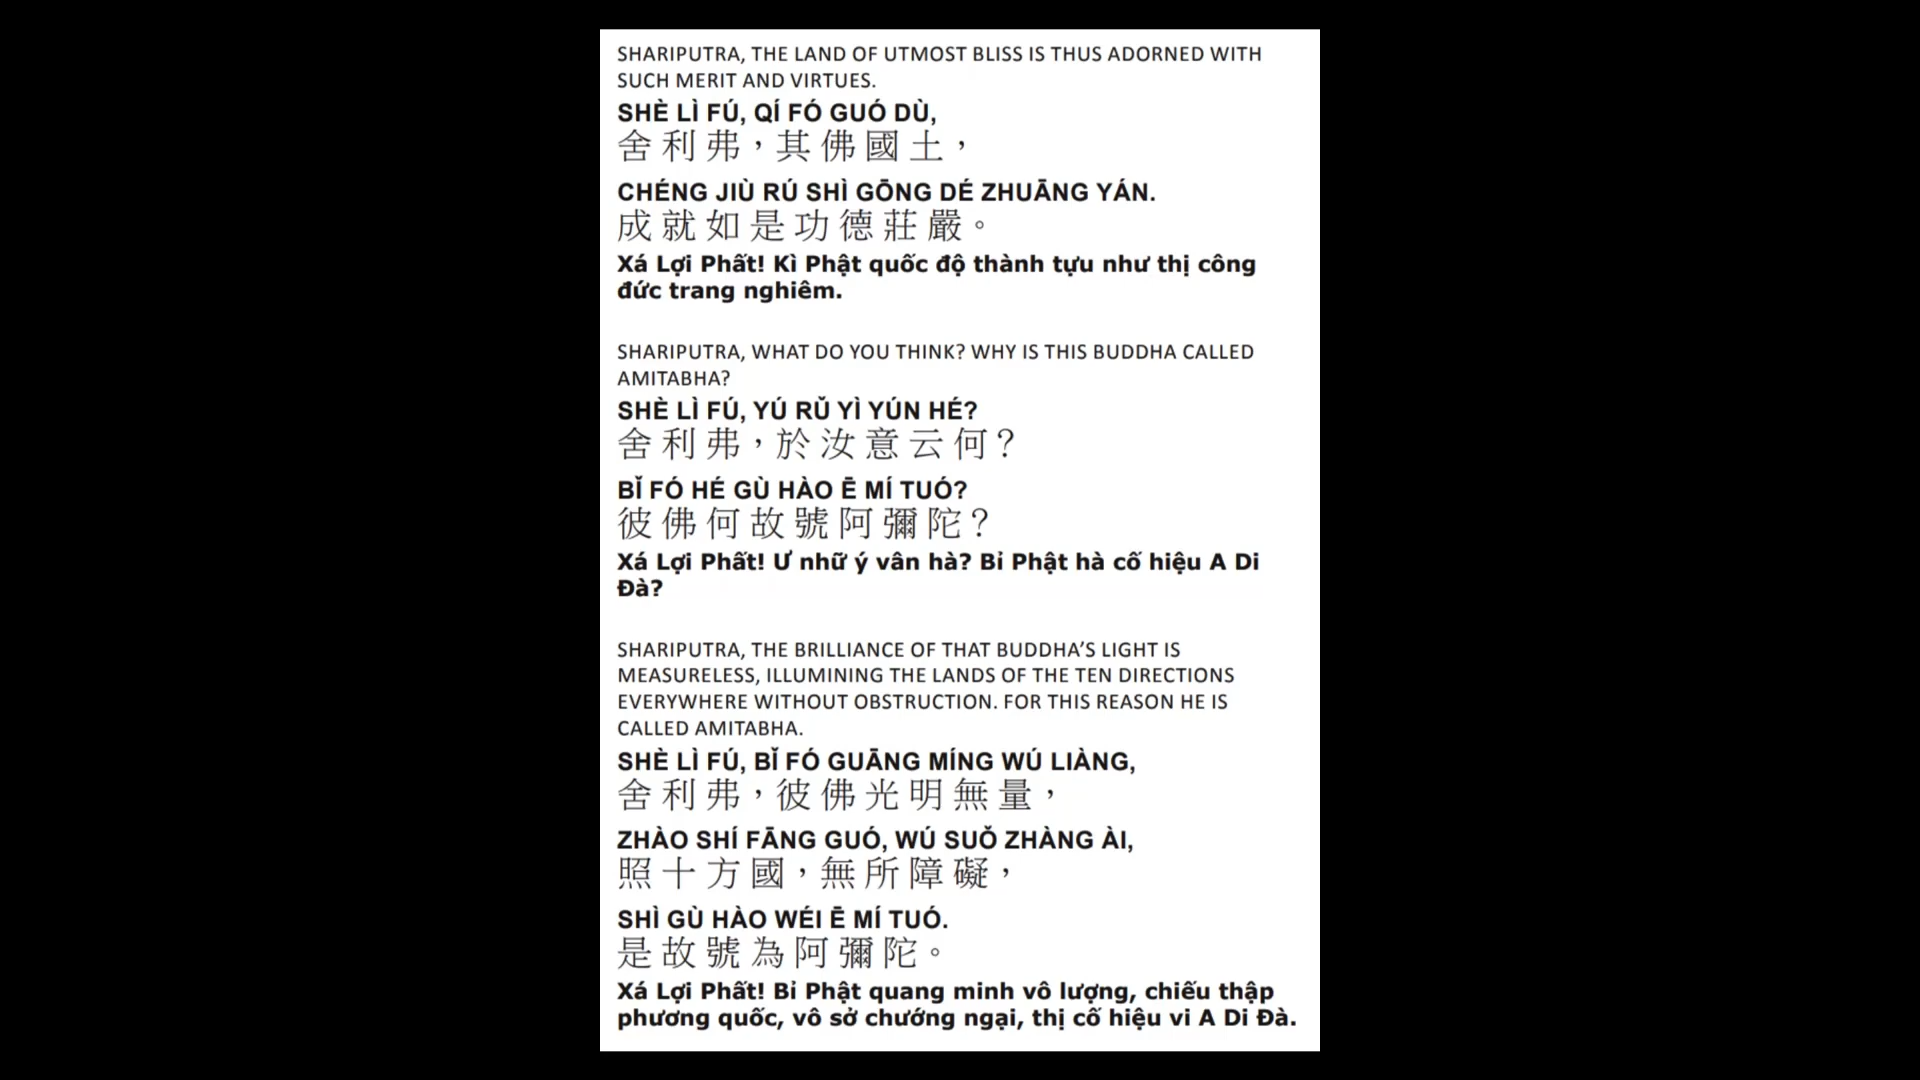 SHARIPUTRA, THE LAND OF UTMOST BLISS IS THUS ADORNED WITH
SUCH MERIT AND VIRTUES.
SHÈ LÌ FÚ, QÍ FÓ GUÓ DÙ,
舍利弗，其佛國土，
CHÉNG JIÙ RÚ SHÌ GŌNG DÉ ZHUĀNG YÁN.
成就如是功德莊嚴。
Xá Lợi Phất! Kì Phật quốc độ thành tựu như thị công
đức trang nghiêm.
SHARIPUTRA, WHAT DO YOU THINK? WHY IS THIS BUDDHA CALLED
AMITABHA?
SHÈ LÌ FÚ, YÚ RǓ YÌ YÚN HÉ?
舍利弗，於汝意云何？
BǏ FÓ HÉ GÙ HÀO Ē MÍ TUÓ?
彼佛何故號阿彌陀？
Xá Lợi Phất! Ư nhữ ý vân hà? Bỉ Phật hà cố hiệu A Di
Đà?
SHARIPUTRA, THE BRILLIANCE OF THAT BUDDHA’S LIGHT IS
MEASURELESS, ILLUMINING THE LANDS OF THE TEN DIRECTIONS
EVERYWHERE WITHOUT OBSTRUCTION. FOR THIS REASON HE IS
CALLED AMITABHA.
SHÈ LÌ FÚ, BǏ FÓ GUĀNG MÍNG WÚ LIÀNG,
舍利弗，彼佛光明無量，
ZHÀO SHÍ FĀNG GUÓ, WÚ SUǑ ZHÀNG ÀI,
照十方國，無所障礙，
SHÌ GÙ HÀO WÉI Ē MÍ TUÓ.
是故號為阿彌陀。
Xá Lợi Phất! Bỉ Phật quang minh vô lượng, chiếu thập
phương quốc, vô sở chướng ngại, thị cố hiệu vi A Di Đà.